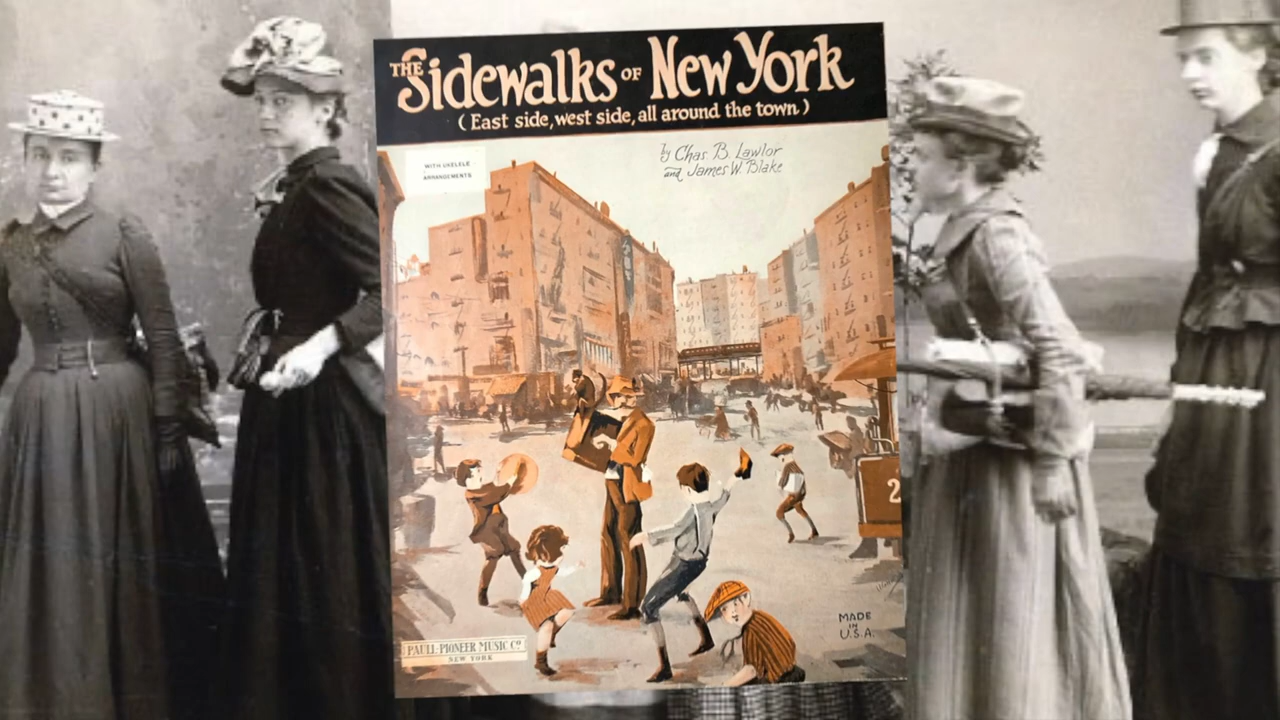 THE Sidewalks OF New York
(East side, west side, all around the town.)
WITH UKELELE
ARRANGEMENTS
by Chas. B. Lawlor
and James W. Blake
2
MADE
IN
U.S.A.
PAULL-PIONEER MUSIC CO.
NEW YORK